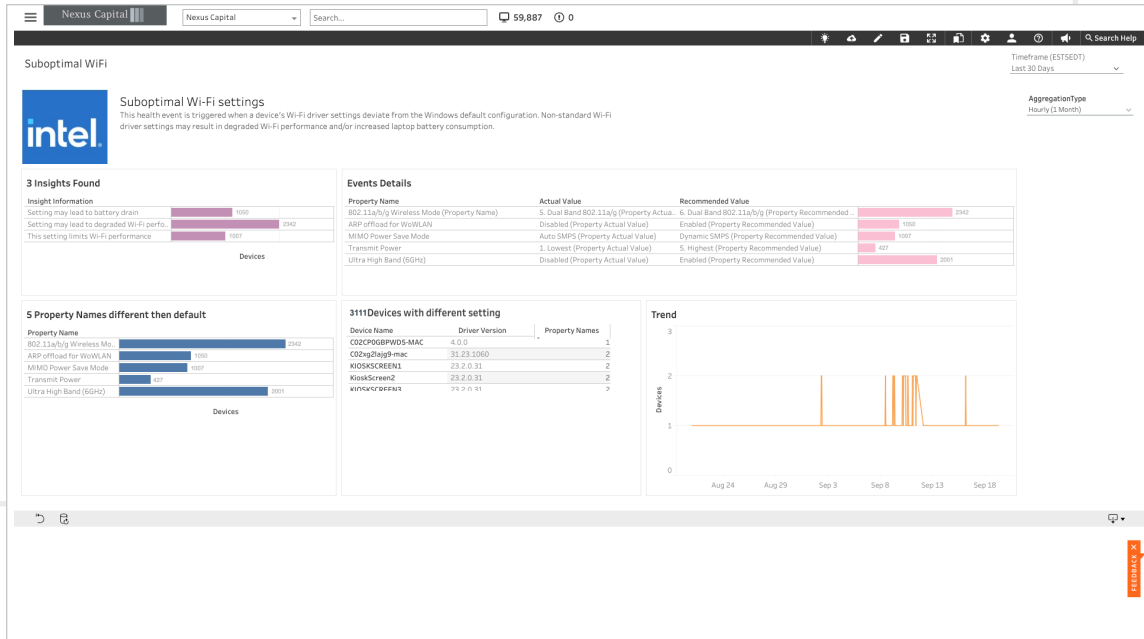 Nexus Capital
Nexus Capital
Search...
59,887
0
Search Help
Suboptimal WiFi
Timeframe (ESTSEDT)
Last 30 Days
intel.
Suboptimal Wi-Fi settings
This health event is triggered when a device's Wi-Fi driver settings deviate from the Windows default configuration. Non-standard Wi-Fi
driver settings may result in degraded Wi-Fi performance and/or increased laptop battery consumption.
AggregationType
Hourly (1 Month)
3 Insights Found
Insight Information
Setting may lead to battery drain 1050
Setting may lead to degraded Wi-Fi perfo.. 2342
This setting limits Wi-Fi performance 1007
Devices
Events Details
Property Name Actual Value Recommended Value
802.11a/b/g Wireless Mode (Property Name) 5. Dual Band 802.11a/g (Property Actua.. 6. Dual Band 802.11a/b/g (Property Recommended .. 2342
ARP offload for WoWLAN Disabled (Property Actual Value) Enabled (Property Recommended Value) 1050
MIMO Power Save Mode Auto SMPS (Property Actual Value) Dynamic SMPS (Property Recommended Value) 1007
Transmit Power 1. Lowest (Property Actual Value) 5. Highest (Property Recommended Value) 427
Ultra High Band (6GHz) Disabled (Property Actual Value) Enabled (Property Recommended Value) 2001
5 Property Names different then default
Property Name
802.11a/b/g Wireless Mo.. 2342
ARP offload for WoWLAN 1050
MIMO Power Save Mode 1007
Transmit Power 427
Ultra High Band (6GHz) 2001
Devices
3111Devices with different setting
Device Name Driver Version Property Names
C02CP0GBPWD5-MAC 4.0.0 1
C02xg2lajg9-mac 31.23.1060 2
KIOSKSCREEN1 23.2.0.31 2
KioskScreen2 23.2.0.31 2
KIOSKSCREEN3 23.2.0.31 2
Trend
Devices
3
2
1
0
Aug 24 Aug 29 Sep 3 Sep 8 Sep 13 Sep 18
FEEDBACK X